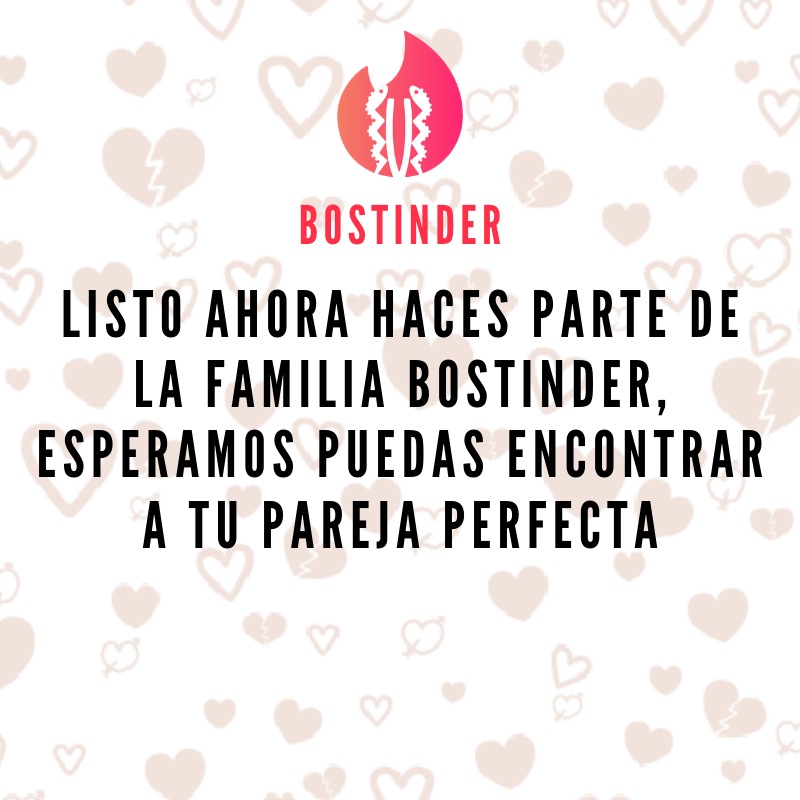 BOSTINDER
LISTO AHORA HACES PARTE DE
LA FAMILIA BOSTINDER,
ESPERAMOS PUEDAS ENCONTRAR
A TU PAREJA PERFECTA